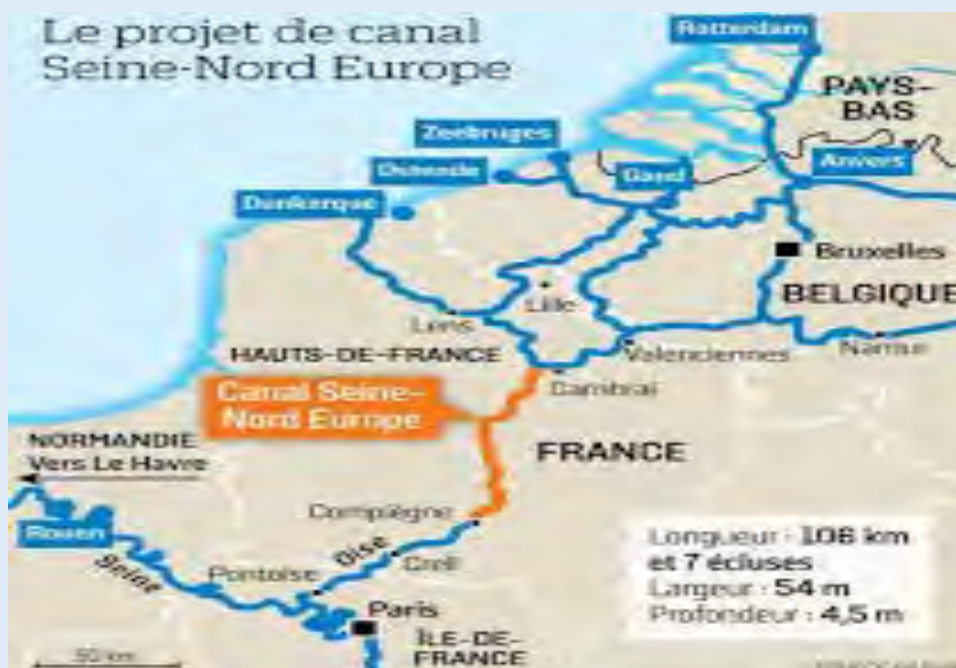 Le projet de canal
Seine-Nord Europe
Rotterdam
PAYS-
BAS
Zeebruges
Ostende
Gand
Anvers
Dunkerque
Bruxelles
BELGIQUE
Lille
Lens
HAUTS-DE-FRANCE
Valenciennes
Namur
Cambrai
Canal Seine-
Nord Europe
NORMANDIE
Vers Le Havre
FRANCE
Compiègne
Rouen
Oise
Creil
Seine
Pontoise
Paris
ÎLE-DE-
FRANCE
Longueur : 106 km
et 7 écluses
Largeur : 54 m
Profondeur : 4,5 m
50 km